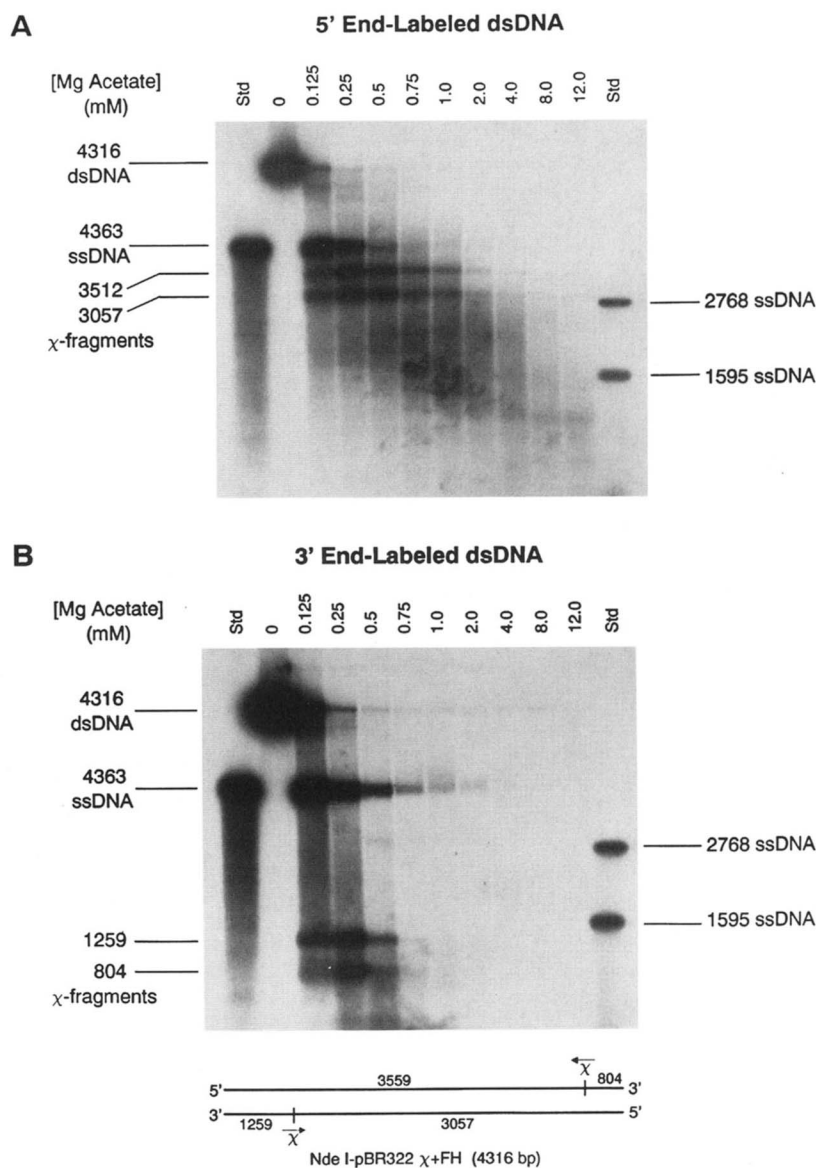 A
5' End-Labeled dsDNA
[Mg Acetate]
(mM)
Std 0 0.125 0.25 0.5 0.75 1.0 2.0 4.0 8.0 12.0 Std
4316
dsDNA
4363
ssDNA
3512
3057
χ-fragments
2768 ssDNA
1595 ssDNA
B
3' End-Labeled dsDNA
[Mg Acetate]
(mM)
Std 0 0.125 0.25 0.5 0.75 1.0 2.0 4.0 8.0 12.0 Std
4316
dsDNA
4363
ssDNA
1259
804
χ-fragments
2768 ssDNA
1595 ssDNA
5' 3559 χ 804 3'
3' 1259 χ 3057 5'
Nde I-pBR322 χ+FH (4316 bp)